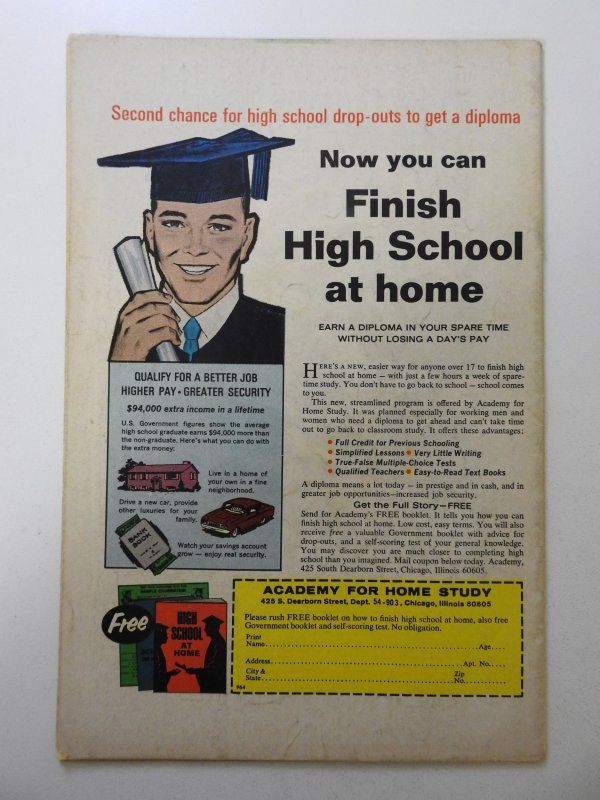 Second chance for high school drop-outs to get a diploma
Now you can
Finish
High School
at home
EARN A DIPLOMA IN YOUR SPARE TIME
WITHOUT LOSING A DAY'S PAY
HERE'S A NEW, easier way for anyone over 17 to finish high
school at home — with just a few hours a week of spare-
time study. You don't have to go back to school — school comes
to you.
This new, streamlined program is offered by Academy for
Home Study. It was planned especially for working men and
women who need a diploma to get ahead and can't take time
out to go back to classroom study. It offers these advantages:
• Full Credit for Previous Schooling
• Simplified Lessons • Very Little Writing
• True-False Multiple-Choice Tests
• Qualified Teachers • Easy-to-Read Text Books
A diploma means a lot today — in prestige and in cash, and in
greater job opportunities—increased job security.
Get the Full Story—FREE
Send for Academy's FREE booklet. It tells you how you can
finish high school at home. Low cost, easy terms. You will also
receive free a valuable Government booklet with advice for
drop-outs, and a self-scoring test of your general knowledge.
You may discover you are much closer to completing high
school than you imagined. Mail coupon below today. Academy,
425 South Dearborn Street, Chicago, Illinois 60605.
QUALIFY FOR A BETTER JOB
HIGHER PAY • GREATER SECURITY
$94,000 extra income in a lifetime
U.S. Government figures show the average
high school graduate earns $94,000 more than
the non-graduate. Here's what you can do with
the extra money:
Live in a home of
your own in a fine
neighborhood.
Drive a new car, provide
other luxuries for your
family.
BANK
BOOK
Watch your savings account
grow — enjoy real security.
Free
SAMPLE EXAMINATION
HIGH
SCHOOL
AT
HOME
ACADEMY FOR HOME STUDY
425 S. Dearborn Street, Dept. 54-903, Chicago, Illinois 60605
Please rush FREE booklet on how to finish high school at home, also free
Government booklet and self-scoring test. No obligation.
Print
Name..........Age....
Address..........Apt. No.....
City & Zip
State..........No..........
964